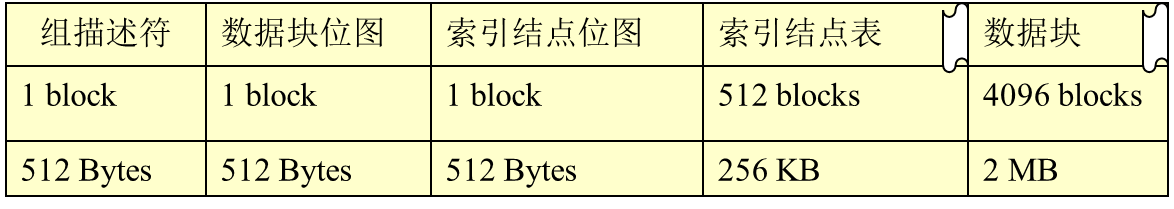 组描述符 数据块位图 索引结点位图 索引结点表 数据块
1 block 1 block 1 block 512 blocks 4096 blocks
512 Bytes 512 Bytes 512 Bytes 256 KB 2 MB